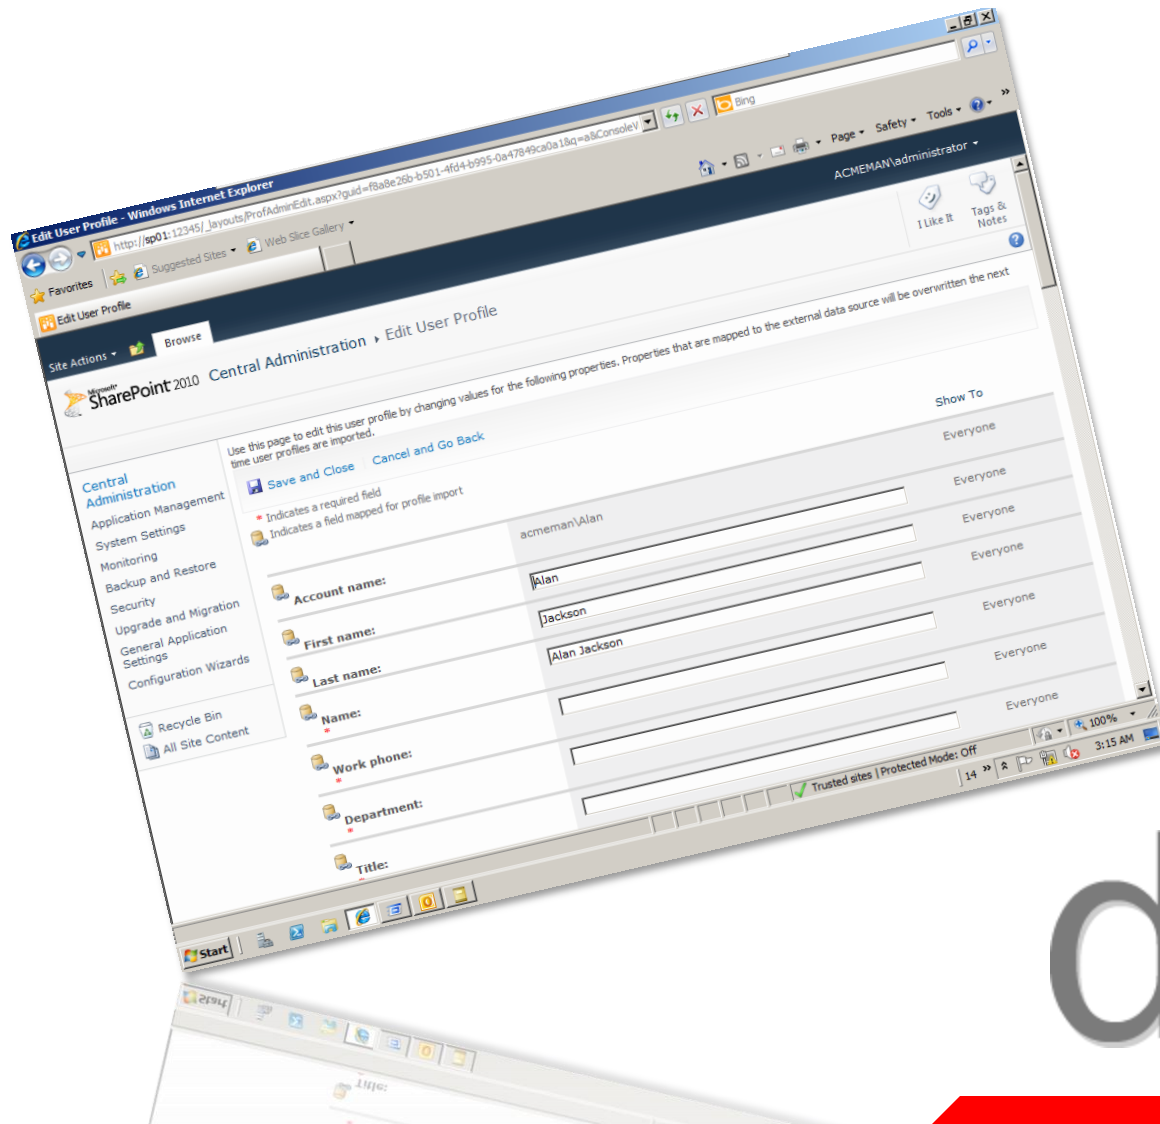 Edit User Profile - Windows Internet Explorer
http://sp01:12345/_layouts/ProfAdminEdit.aspx?guid=f8a8e26b-b501-4fd4-b995-0a47849ca0a1&q=a&ConsoleV
Bing
Favorites
Suggested Sites
Web Slice Gallery
Edit User Profile
Page
Safety
Tools
»
Site Actions
Browse
ACMEMAN\administrator
Microsoft
SharePoint 2010
Central Administration
Edit User Profile
I Like It
Tags &
Notes
Central
Administration
Application Management
System Settings
Monitoring
Backup and Restore
Security
Upgrade and Migration
General Application
Settings
Configuration Wizards
Recycle Bin
All Site Content
Use this page to edit this user profile by changing values for the following properties. Properties that are mapped to the external data source will be overwritten the next
time user profiles are imported.
Save and Close
Cancel and Go Back
* Indicates a required field
Indicates a field mapped for profile import
Show To
Account name:
acmeman\Alan
Everyone
First name:
Alan
Everyone
Last name:
Jackson
Everyone
Name:
*
Alan Jackson
Everyone
Work phone:
*
Everyone
Department:
*
Everyone
Title:
*
Everyone
Trusted sites | Protected Mode: Off
100%
Start
14 »
3:15 AM
d
Start
Title: